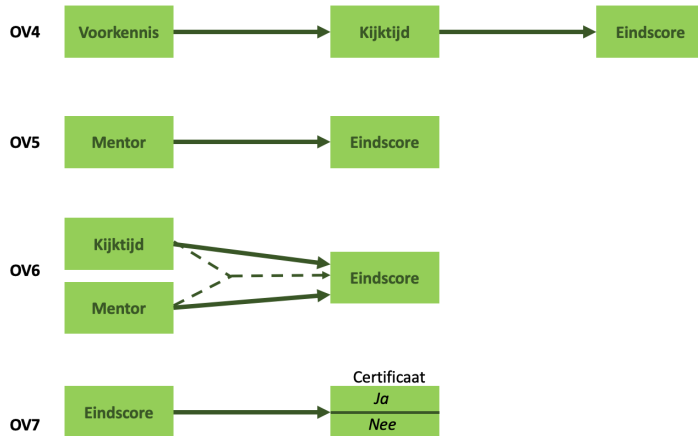 OV4
Voorkennis
Kijktijd
Eindscore
OV5
Mentor
Eindscore
OV6
Kijktijd
Mentor
Eindscore
OV7
Eindscore
Certificaat
Ja
Nee